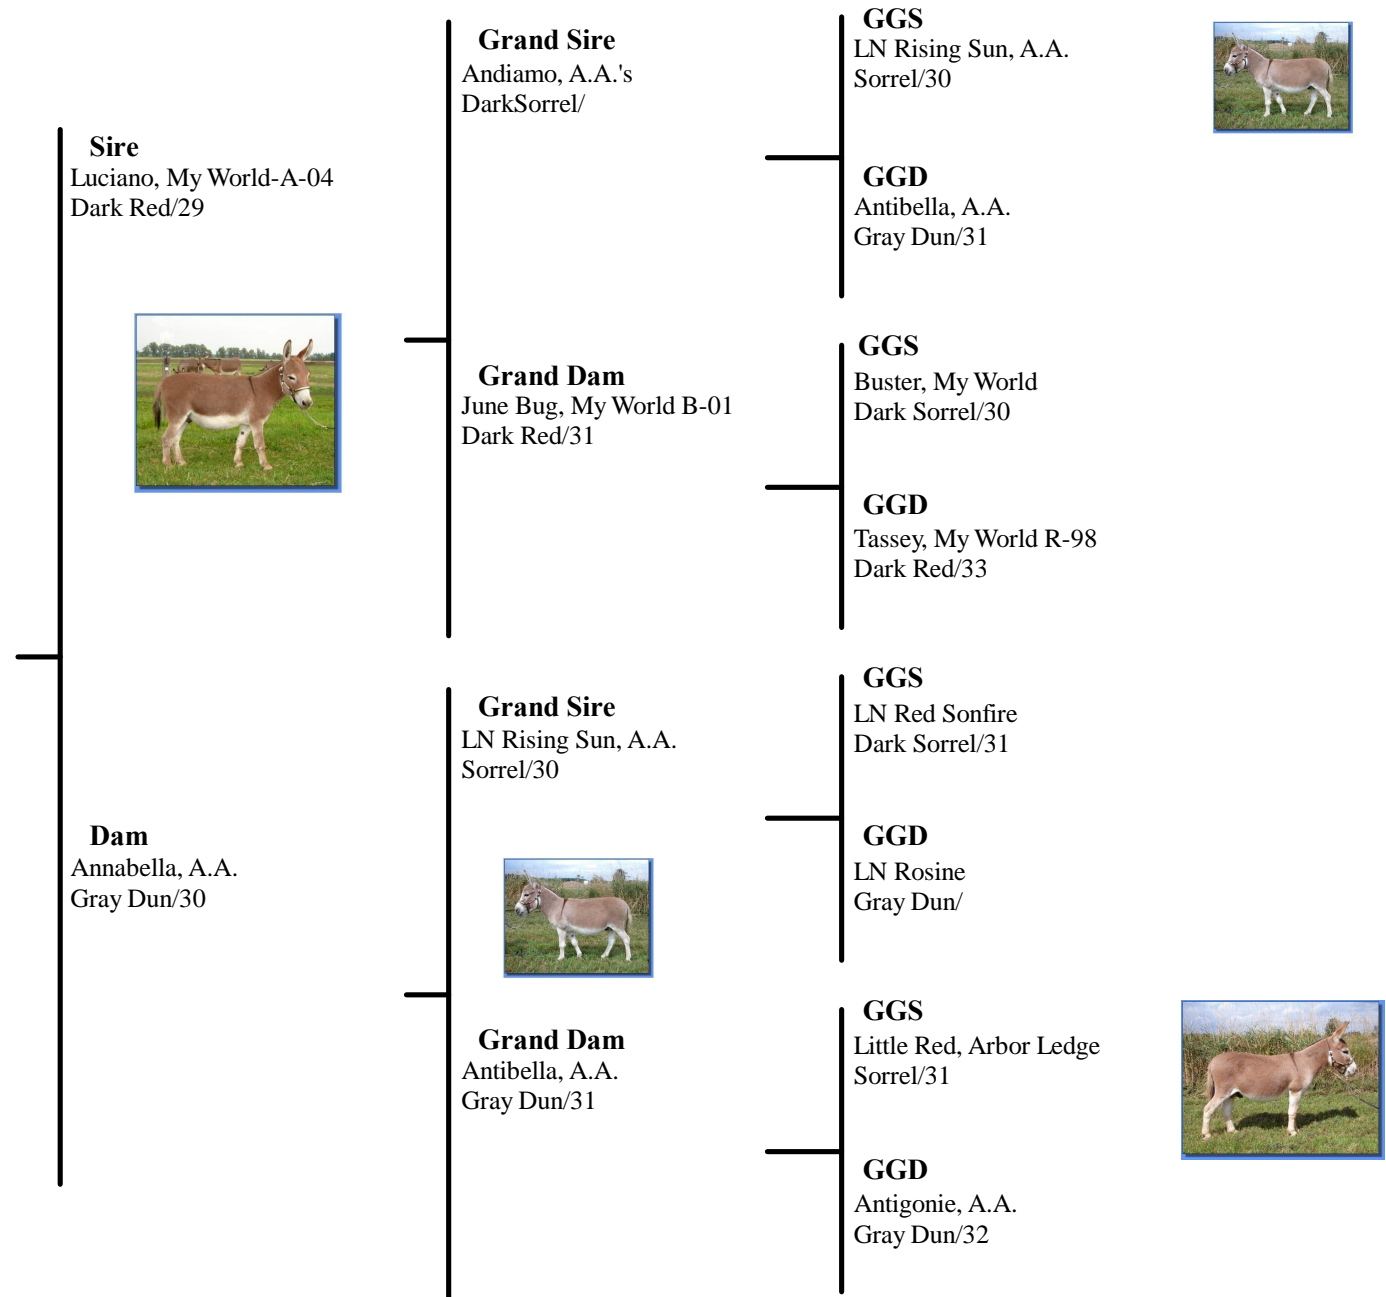 Sire
Luciano, My World-A-04
Dark Red/29
Dam
Annabella, A.A.
Gray Dun/30
Grand Sire
Andiamo, A.A.'s
DarkSorrel/
Grand Dam
June Bug, My World B-01
Dark Red/31
Grand Sire
LN Rising Sun, A.A.
Sorrel/30
Grand Dam
Antibella, A.A.
Gray Dun/31
GGS
LN Rising Sun, A.A.
Sorrel/30
GGD
Antibella, A.A.
Gray Dun/31
GGS
Buster, My World
Dark Sorrel/30
GGD
Tassey, My World R-98
Dark Red/33
GGS
LN Red Sonfire
Dark Sorrel/31
GGD
LN Rosine
Gray Dun/
GGS
Little Red, Arbor Ledge
Sorrel/31
GGD
Antigonie, A.A.
Gray Dun/32